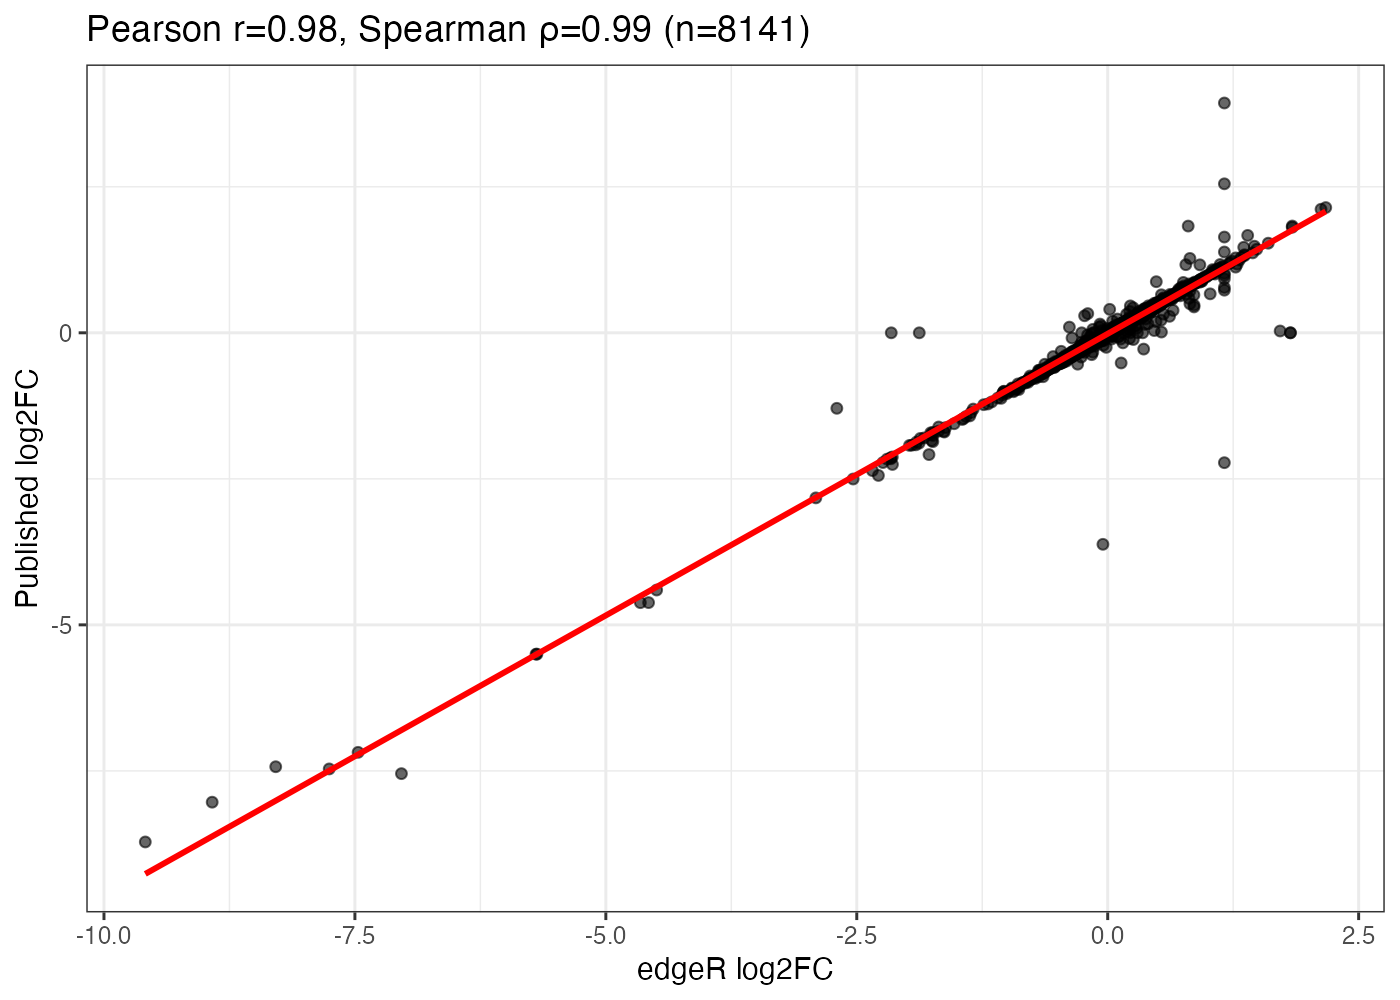 Pearson r=0.98, Spearman ρ=0.99 (n=8141)
Published log2FC
0
-5
-10.0 -7.5 -5.0 -2.5 0.0 2.5
edgeR log2FC